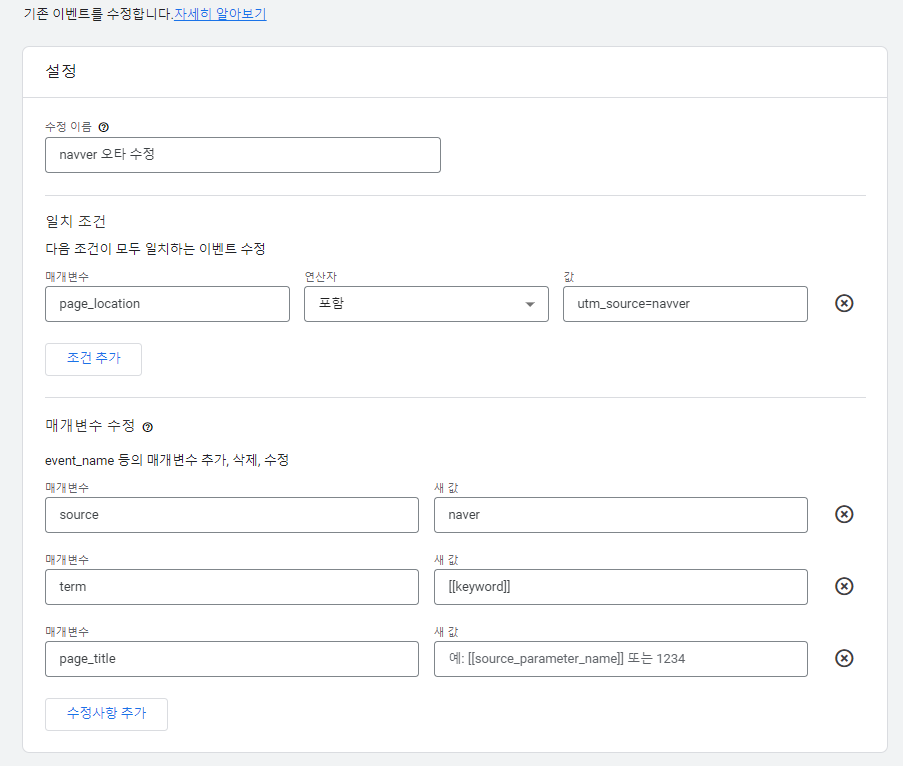 기존 이벤트를 수정합니다.자세히 알아보기
설정
수정 이름
navver 오타 수정
일치 조건
다음 조건이 모두 일치하는 이벤트 수정
매개변수 연산자 값
page_location 포함 utm_source=navver
조건 추가
매개변수 수정
event_name 등의 매개변수 추가, 삭제, 수정
매개변수 새 값
source naver
매개변수 새 값
term [[keyword]]
매개변수 새 값
page_title 예: [[source_parameter_name]] 또는 1234
수정사항 추가